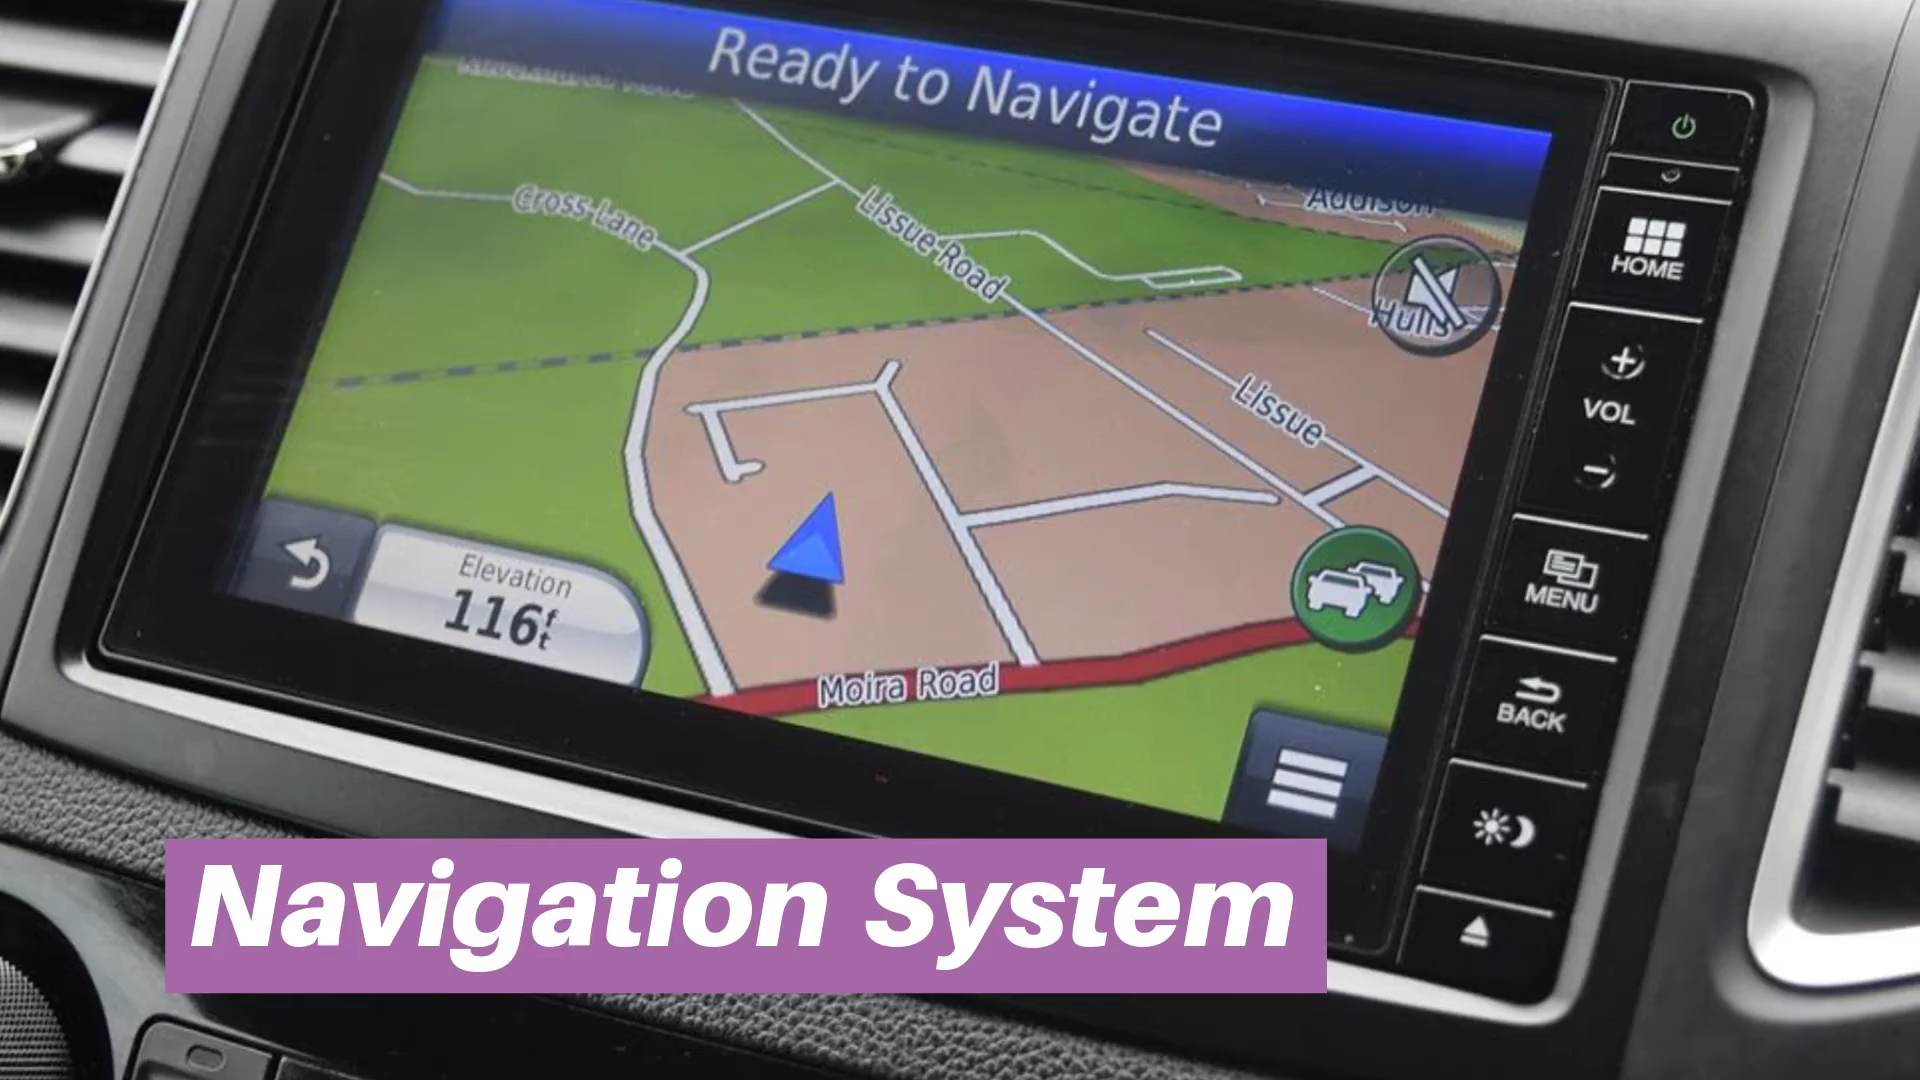 Ready to Navigate
Addison
Cross Lane
Lissue Road
Hulls
Lissue
Elevation
116ft
Moira Road
HOME
+
VOL
-
MENU
BACK
Navigation System